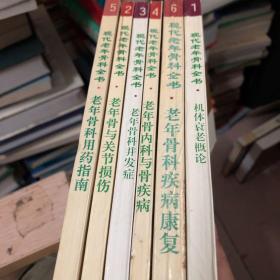 5
现代老年骨科全书·老年骨科用药指南
2
现代老年骨科全书·老年骨与关节损伤
3
现代老年骨科全书·老年骨科并发症
4
现代老年骨科全书·老年骨内科与骨疾病
6
现代老年骨科全书·老年骨科疾病康复
1
现代老年骨科全书·机体衰老概论